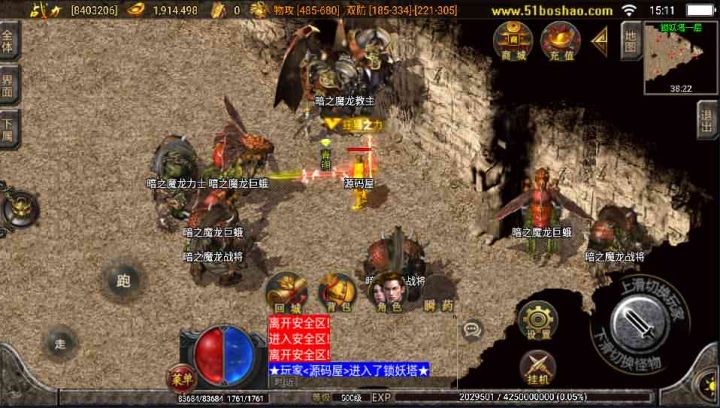 [8403206]
1,914.498
0
物攻 [485-680] 双防 [185-334]-[221-305]
www.51boshao.com
15:11
全体
界面
下属
商城
充值
地图
锁妖塔一层
38:22
退出
暗之魔龙教主
狂暴之力
源码屋
暗之魔龙力士
暗之魔龙巨蛾
暗之魔龙巨蛾
暗之魔龙战将
暗之魔龙巨蛾
暗之魔龙战将
战将
跑
走
回城
背包
角色
购药
设置
挂机
上滑切换玩家
下滑切换怪物
离开安全区!
进入安全区!
离开安全区!
★玩家<源码屋>进入了锁妖塔★
附近
菜单
83684/83684 1761/1761
等级
500级
EXP
2029501 / 4250000000 (0.05%)